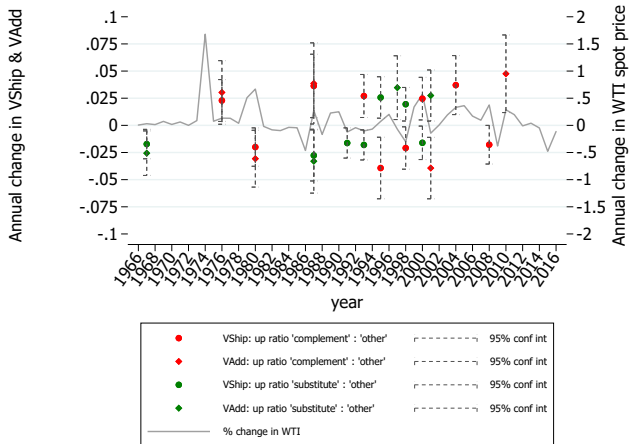 Annual change in VShip & VAdd
.1
.075
.05
.025
0
-.025
-.05
-.075
-.1
2
1.5
1
.5
0
-.5
-1
-1.5
-2
Annual change in WTI spot price
1966 1968 1970 1972 1974 1976 1978 1980 1982 1984 1986 1988 1990 1992 1994 1996 1998 2000 2002 2004 2006 2008 2010 2012 2014 2016
year
VShip: up ratio 'complement' : 'other' 95% conf int
VAdd: up ratio 'complement' : 'other' 95% conf int
VShip: up ratio 'substitute' : 'other' 95% conf int
VAdd: up ratio 'substitute' : 'other' 95% conf int
% change in WTI